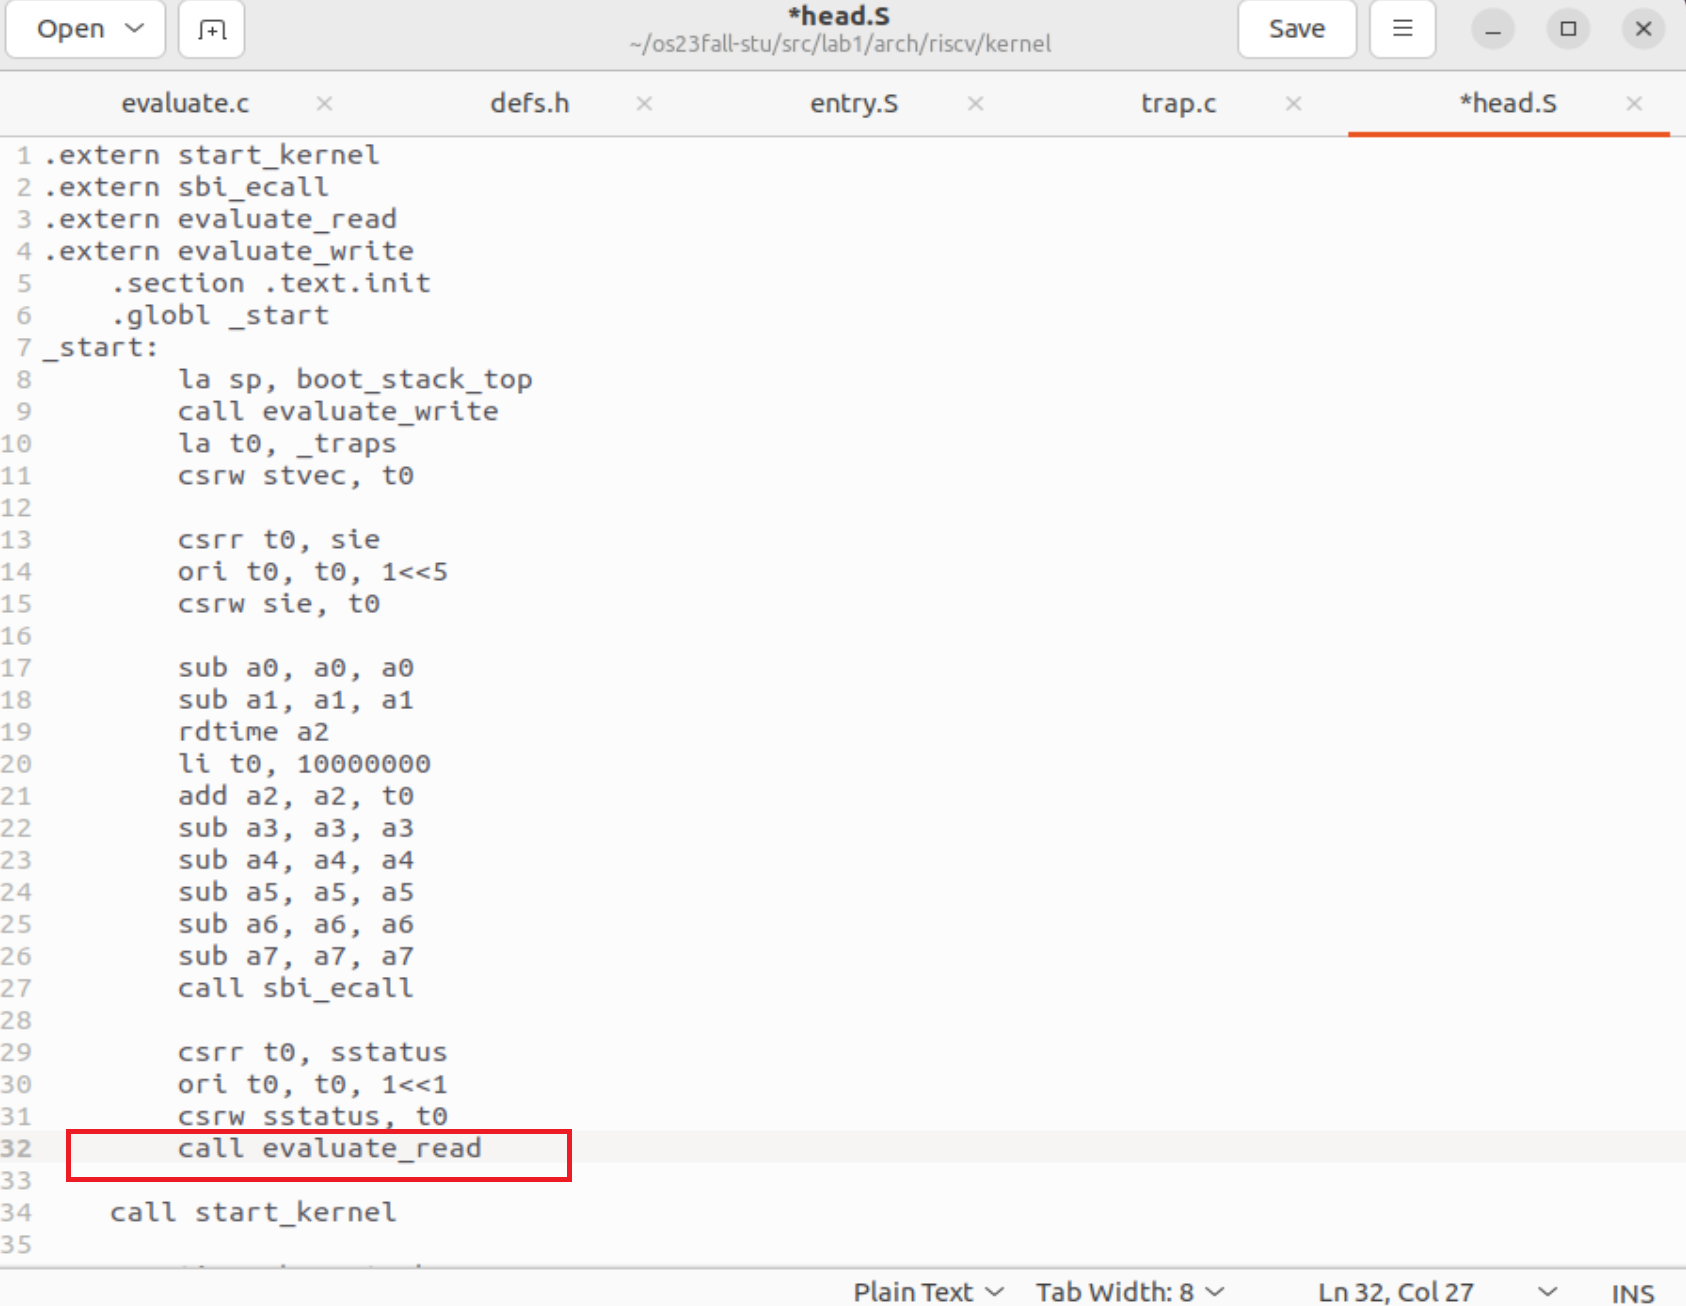 Open
*head.S
~/os23fall-stu/src/lab1/arch/riscv/kernel
Save
evaluate.c
defs.h
entry.S
trap.c
*head.S
1 .extern start_kernel
2 .extern sbi_ecall
3 .extern evaluate_read
4 .extern evaluate_write
5 .section .text.init
6 .globl _start
7 _start:
8 la sp, boot_stack_top
9 call evaluate_write
10 la t0, _traps
11 csrw stvec, t0
12
13 csrr t0, sie
14 ori t0, t0, 1<<5
15 csrw sie, t0
16
17 sub a0, a0, a0
18 sub a1, a1, a1
19 rdtime a2
20 li t0, 10000000
21 add a2, a2, t0
22 sub a3, a3, a3
23 sub a4, a4, a4
24 sub a5, a5, a5
25 sub a6, a6, a6
26 sub a7, a7, a7
27 call sbi_ecall
28
29 csrr t0, sstatus
30 ori t0, t0, 1<<1
31 csrw sstatus, t0
32 call evaluate_read
33
34 call start_kernel
35
Plain Text
Tab Width: 8
Ln 32, Col 27
INS